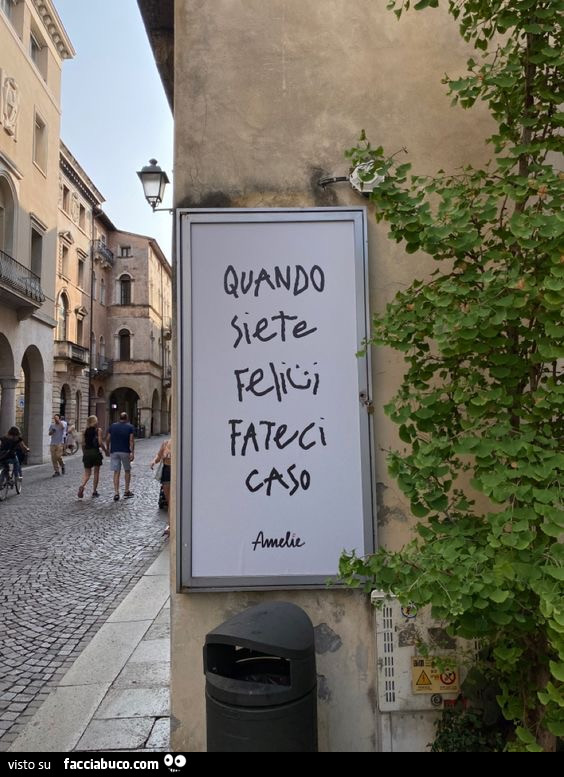 QUANDO
siete
Felici
FATECI
CASO
Amelie
visto su facciabuco.com